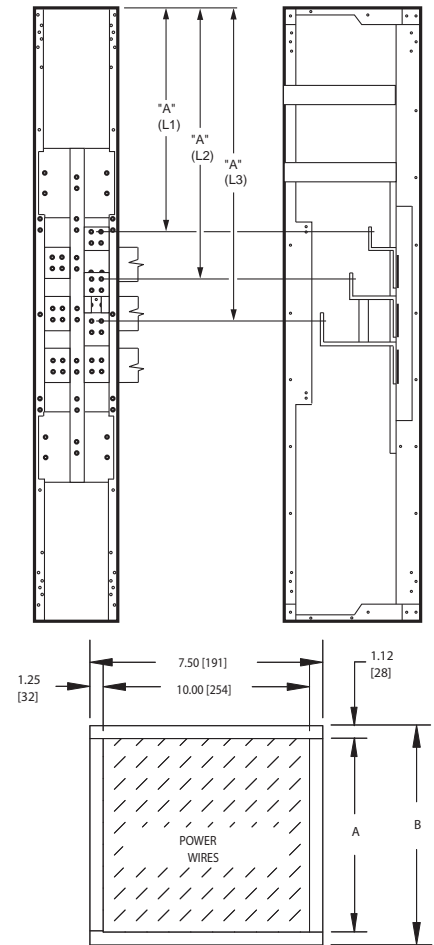 "A"
(L1)
"A"
(L2)
"A"
(L3)
7.50 [191]
1.12
[28]
1.25
[32]
10.00 [254]
POWER
WIRES
A
B